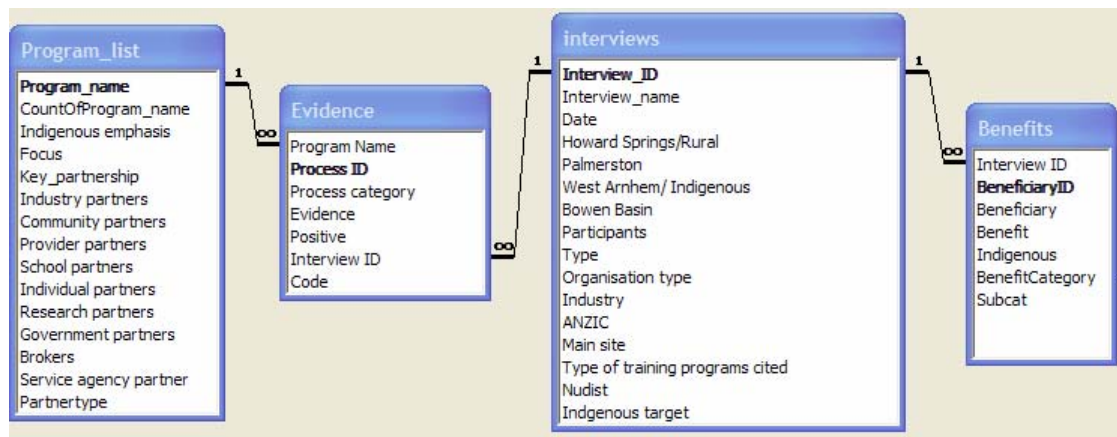 Program_list
Program_name
CountOfProgram_name
Indigenous emphasis
Focus
Key_partnership
Industry partners
Community partners
Provider partners
School partners
Individual partners
Research partners
Government partners
Brokers
Service agency partner
Partnertype
1
∞
Evidence
Program Name
Process ID
Process category
Evidence
Positive
Interview ID
Code
1
∞
interviews
Interview_ID
Interview_name
Date
Howard Springs/Rural
Palmerston
West Arnhem/ Indigenous
Bowen Basin
Participants
Type
Organisation type
Industry
ANZIC
Main site
Type of training programs cited
Nudist
Indgenous target
1
∞
Benefits
Interview ID
BeneficiaryID
Beneficiary
Benefit
Indigenous
BenefitCategory
Subcat